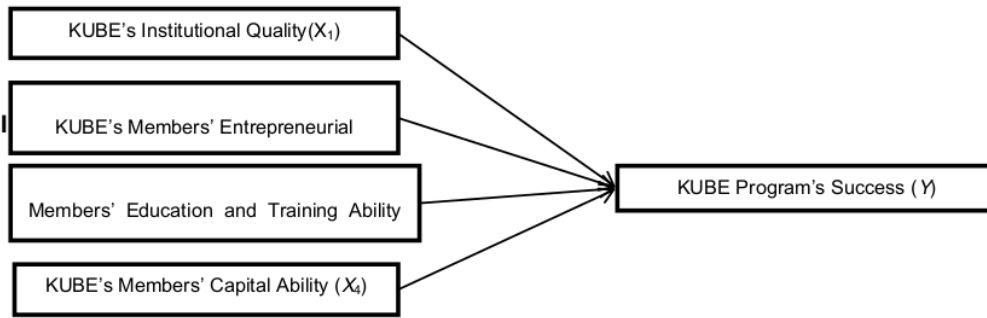 KUBE's Institutional Quality(X₁)
KUBE's Members' Entrepreneurial
Members' Education and Training Ability
KUBE's Members' Capital Ability (X₄)
KUBE Program's Success (Y)